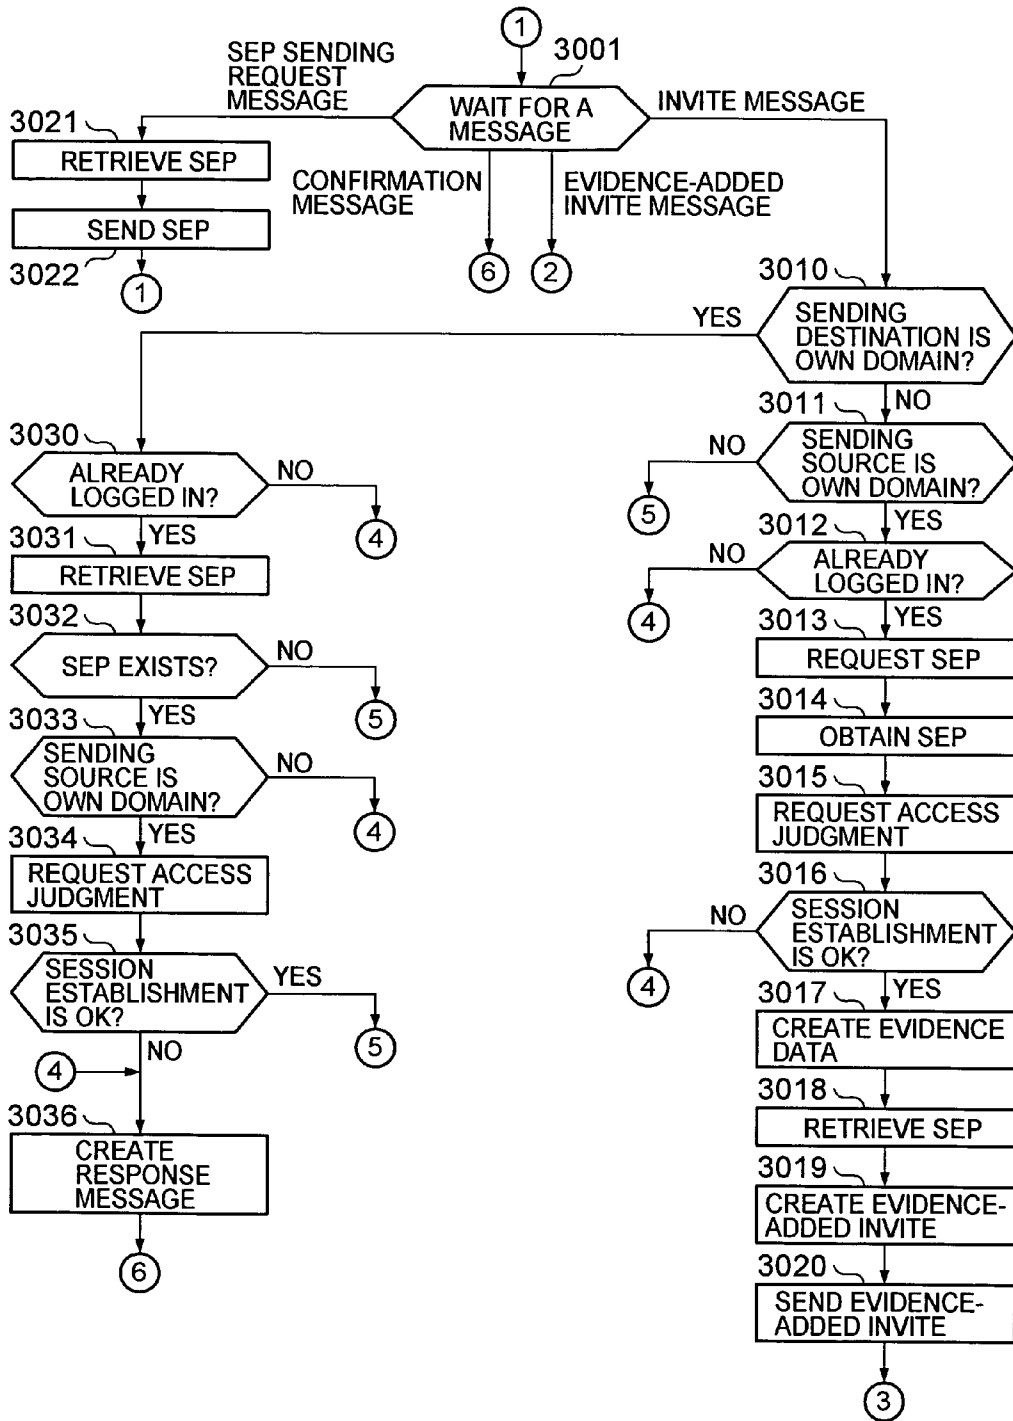 1
SEP SENDING
REQUEST
MESSAGE
3001
WAIT FOR A
MESSAGE
INVITE MESSAGE
3021
RETRIEVE SEP
CONFIRMATION
MESSAGE
EVIDENCE-ADDED
INVITE MESSAGE
SEND SEP
3022
1
6
2
3010
SENDING
DESTINATION IS
OWN DOMAIN?
YES
NO
3011
SENDING
SOURCE IS
OWN DOMAIN?
NO
5
YES
3030
ALREADY
LOGGED IN?
NO
4
YES
3012
ALREADY
LOGGED IN?
NO
4
YES
3031
RETRIEVE SEP
3013
REQUEST SEP
3032
SEP EXISTS?
NO
5
YES
3014
OBTAIN SEP
3033
SENDING
SOURCE IS
OWN DOMAIN?
NO
4
YES
3015
REQUEST ACCESS
JUDGMENT
3034
REQUEST ACCESS
JUDGMENT
3016
SESSION
ESTABLISHMENT
IS OK?
NO
4
YES
3035
SESSION
ESTABLISHMENT
IS OK?
YES
5
NO
3017
CREATE EVIDENCE
DATA
4
3018
RETRIEVE SEP
3036
CREATE
RESPONSE
MESSAGE
6
3019
CREATE EVIDENCE-
ADDED INVITE
3020
SEND EVIDENCE-
ADDED INVITE
3